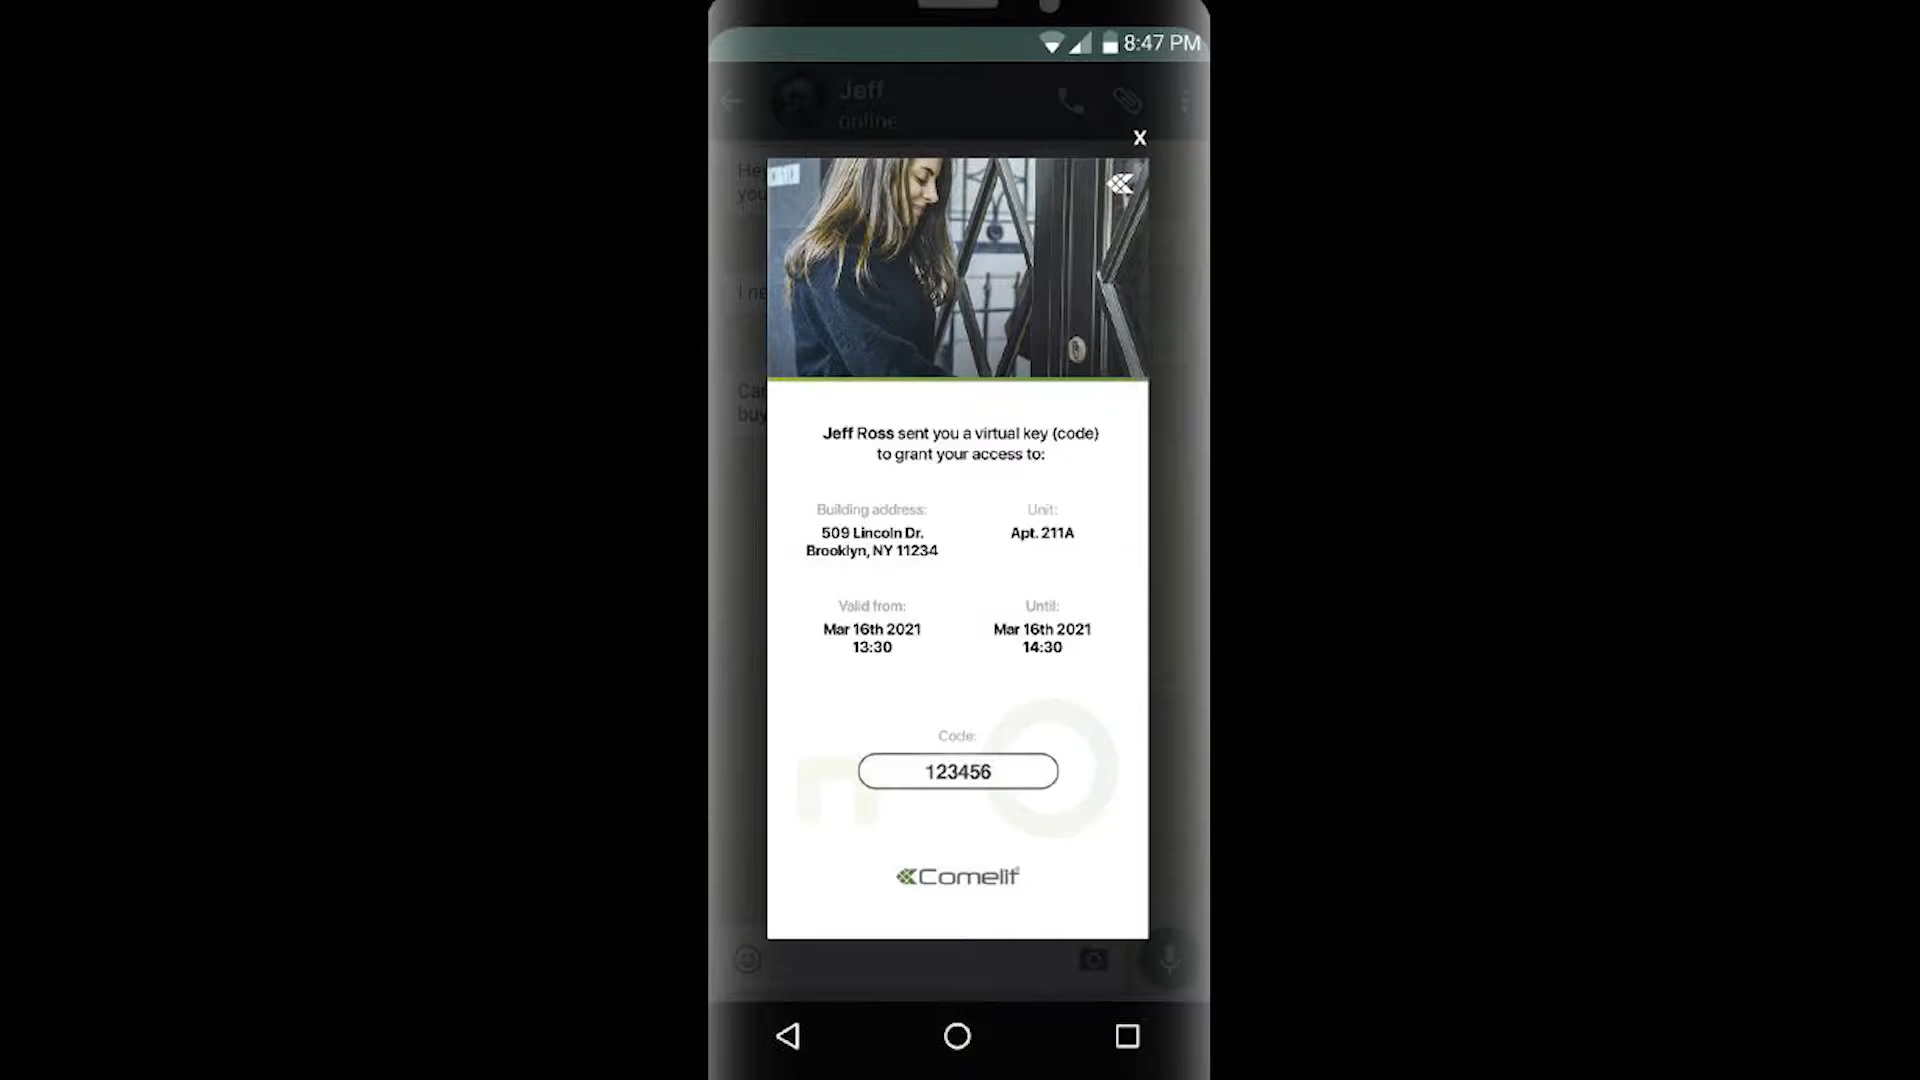 8:47 PM
Jeff
online
X
Jeff Ross sent you a virtual key (code)
to grant your access to:
Building address:
509 Lincoln Dr.
Brooklyn, NY 11234
Unit:
Apt. 211A
Valid from:
Mar 16th 2021
13:30
Until:
Mar 16th 2021
14:30
Code:
123456
Comelit